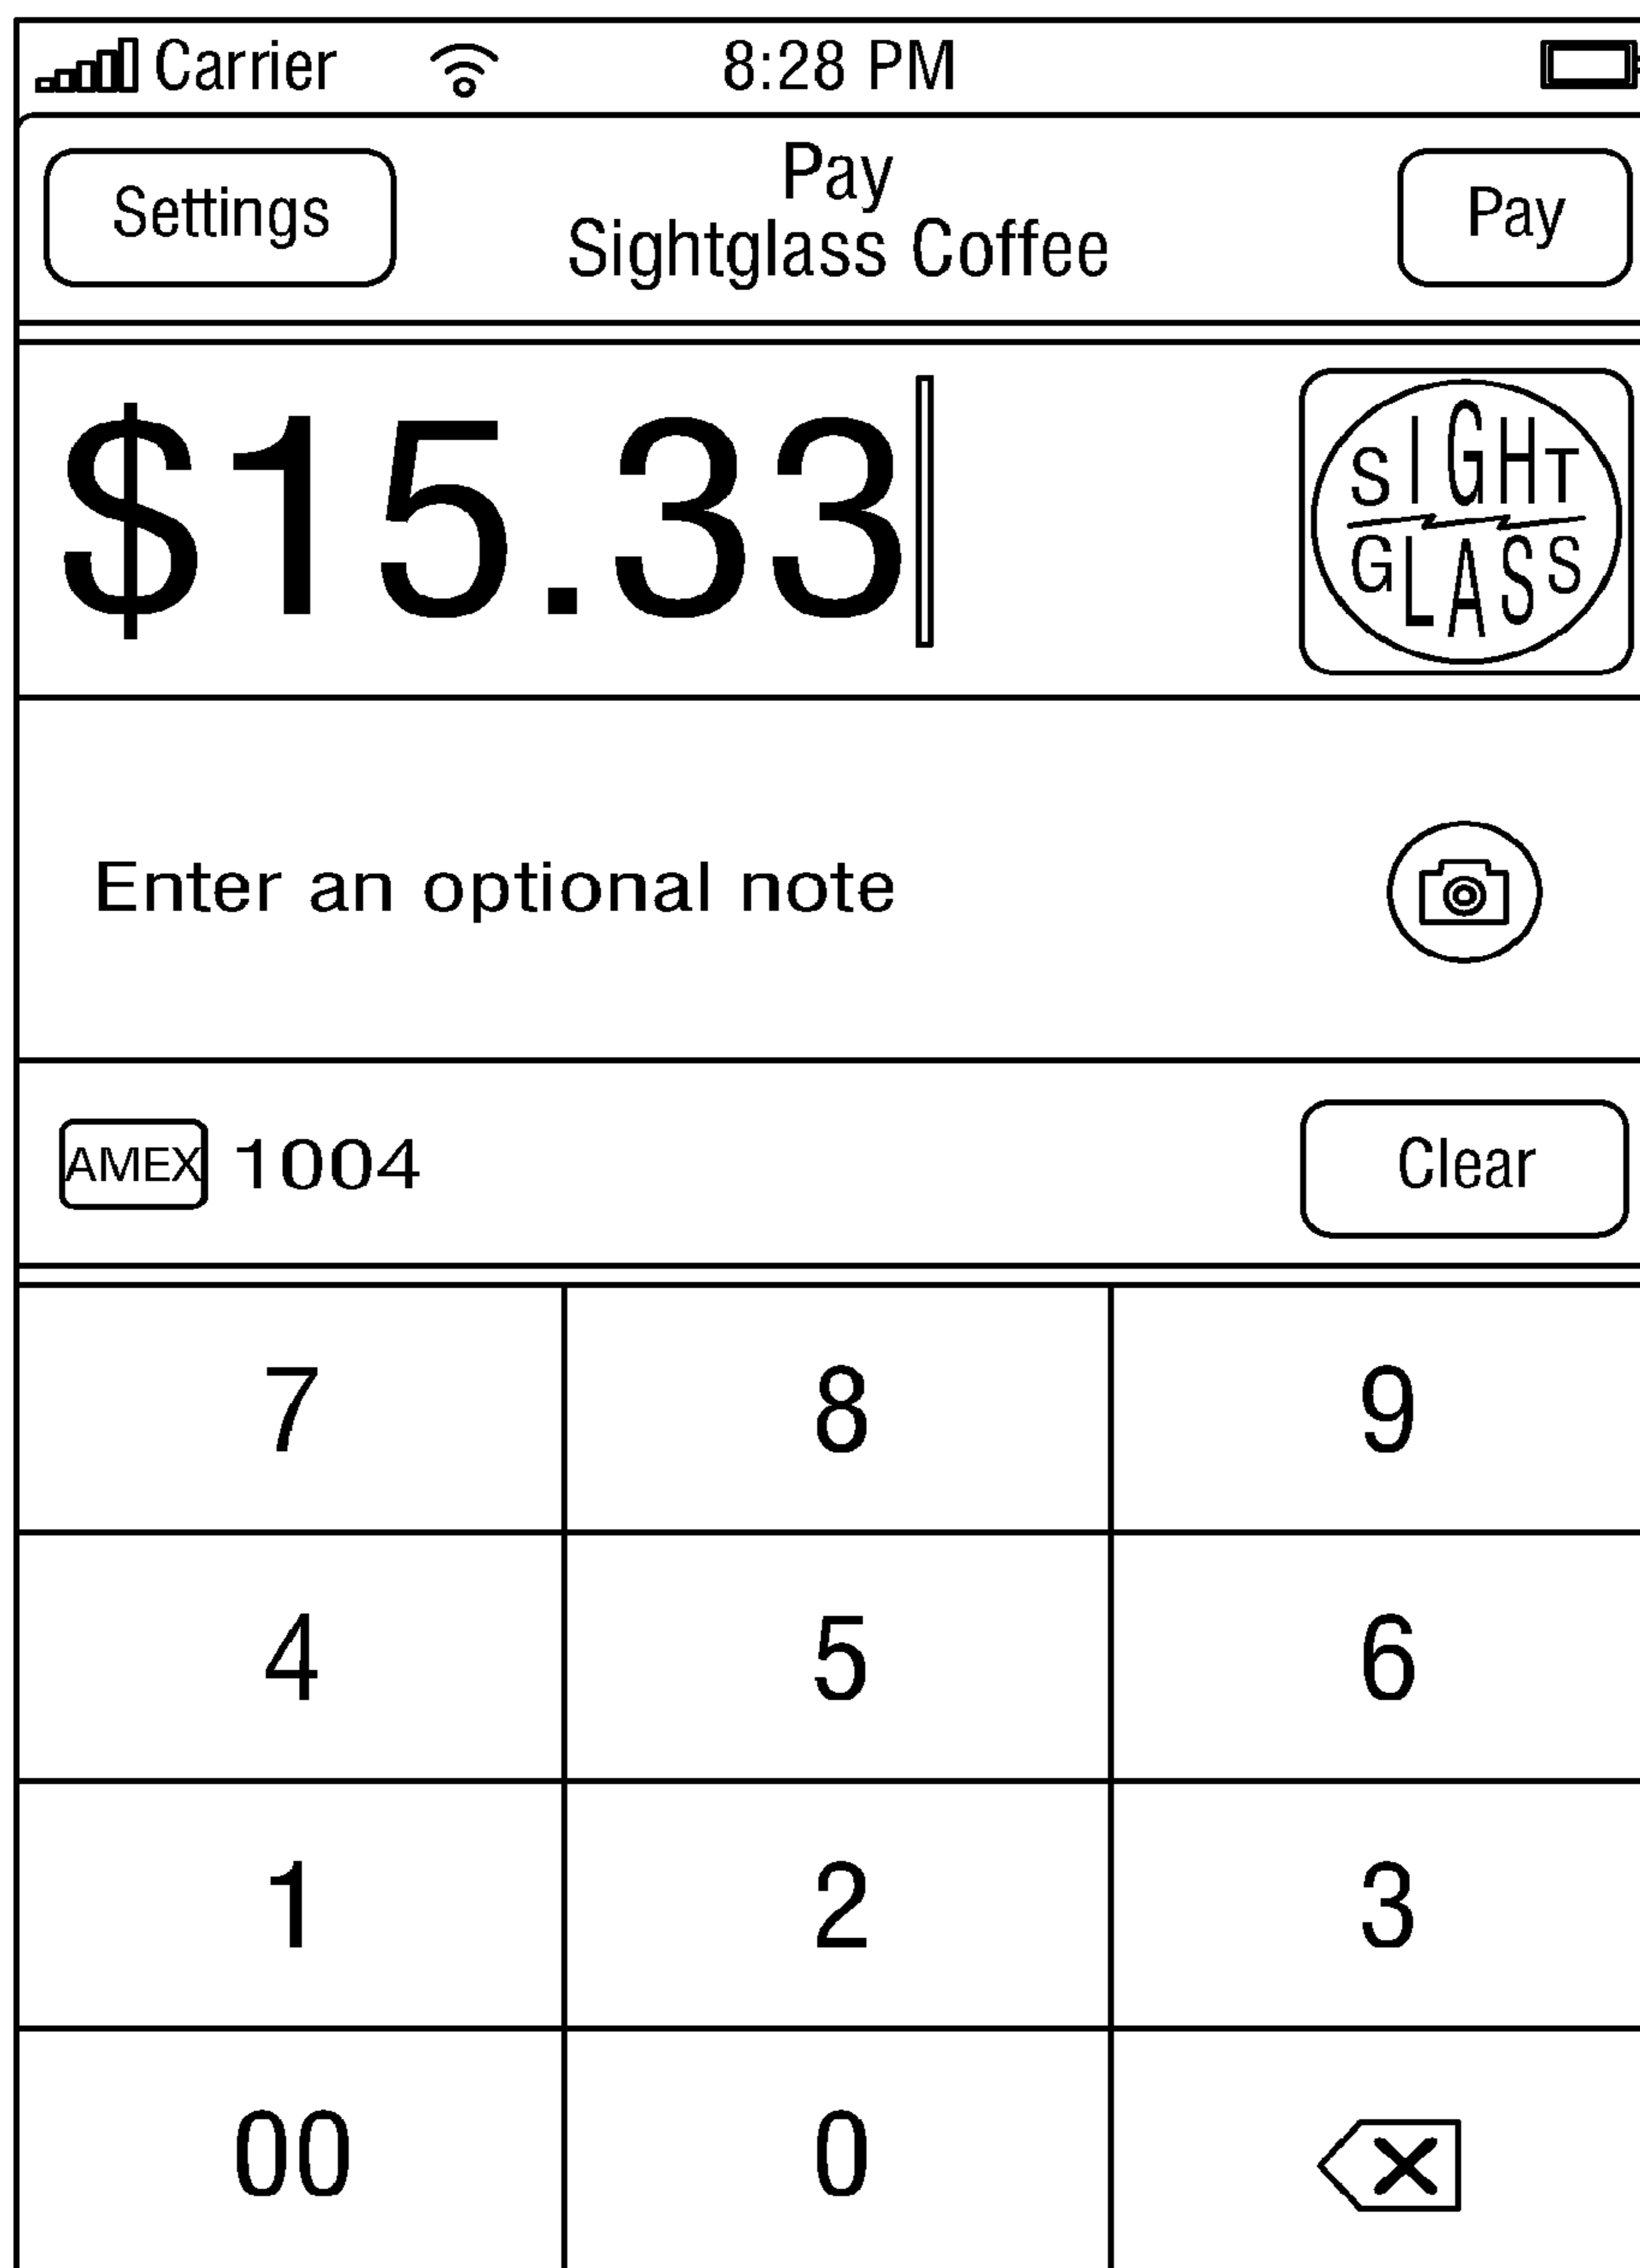 Carrier 8:28 PM
Settings
Pay
Sightglass Coffee
Pay
$15.33
SIGHT
GLASS
Enter an optional note
AMEX 1004
Clear
7 8 9
4 5 6
1 2 3
00 0